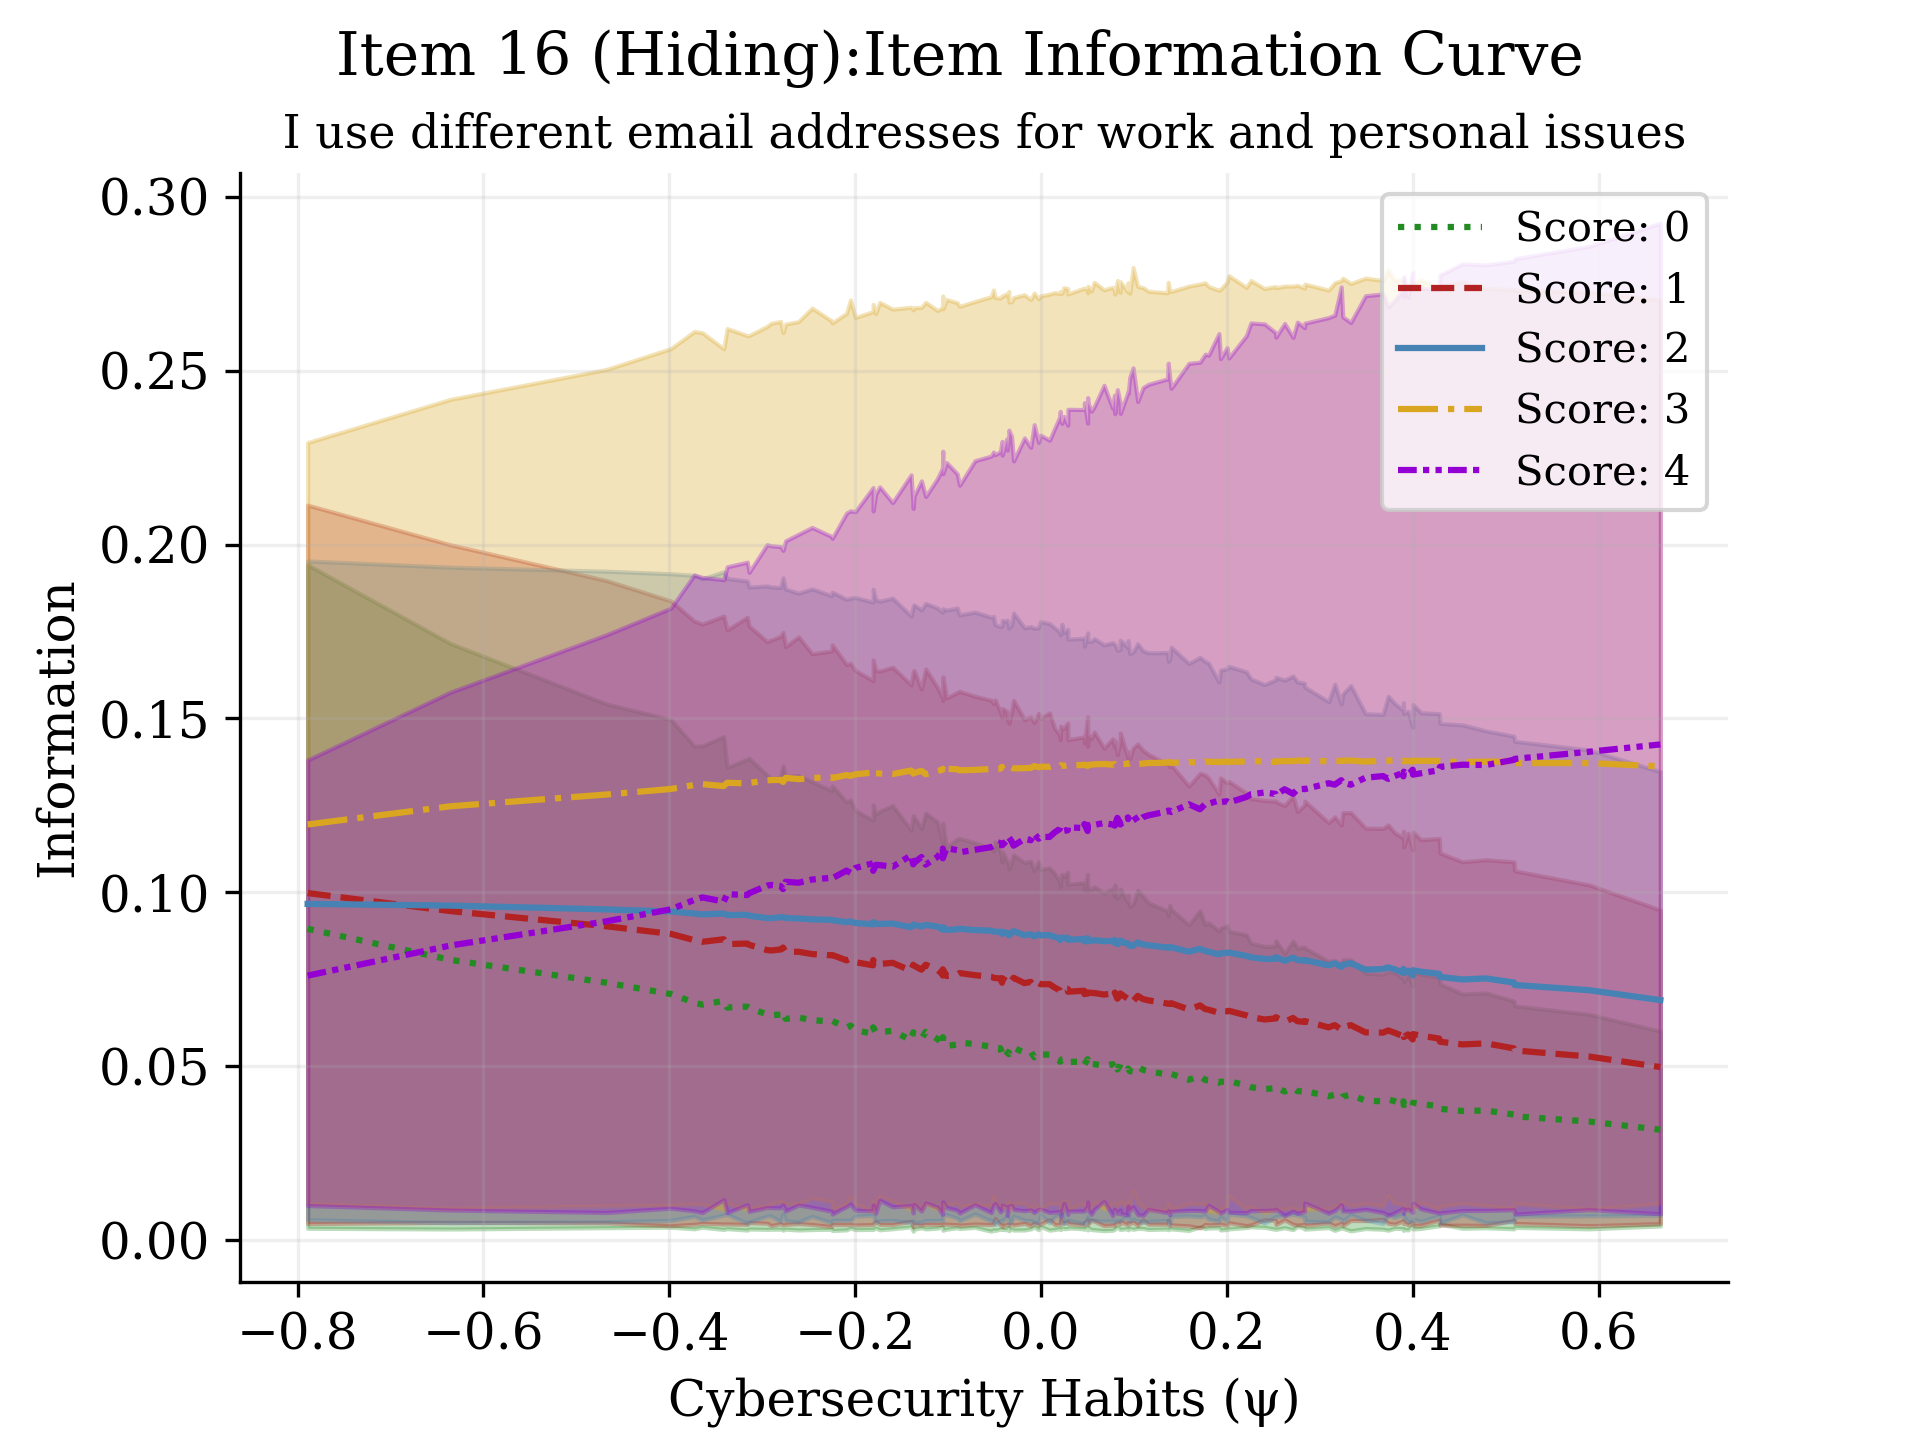 Item 16 (Hiding):Item Information Curve
I use different email addresses for work and personal issues
0.30
0.25
0.20
0.15
0.10
0.05
0.00
Information
Score: 0
Score: 1
Score: 2
Score: 3
Score: 4
−0.8 −0.6 −0.4 −0.2 0.0 0.2 0.4 0.6
Cybersecurity Habits (ψ)